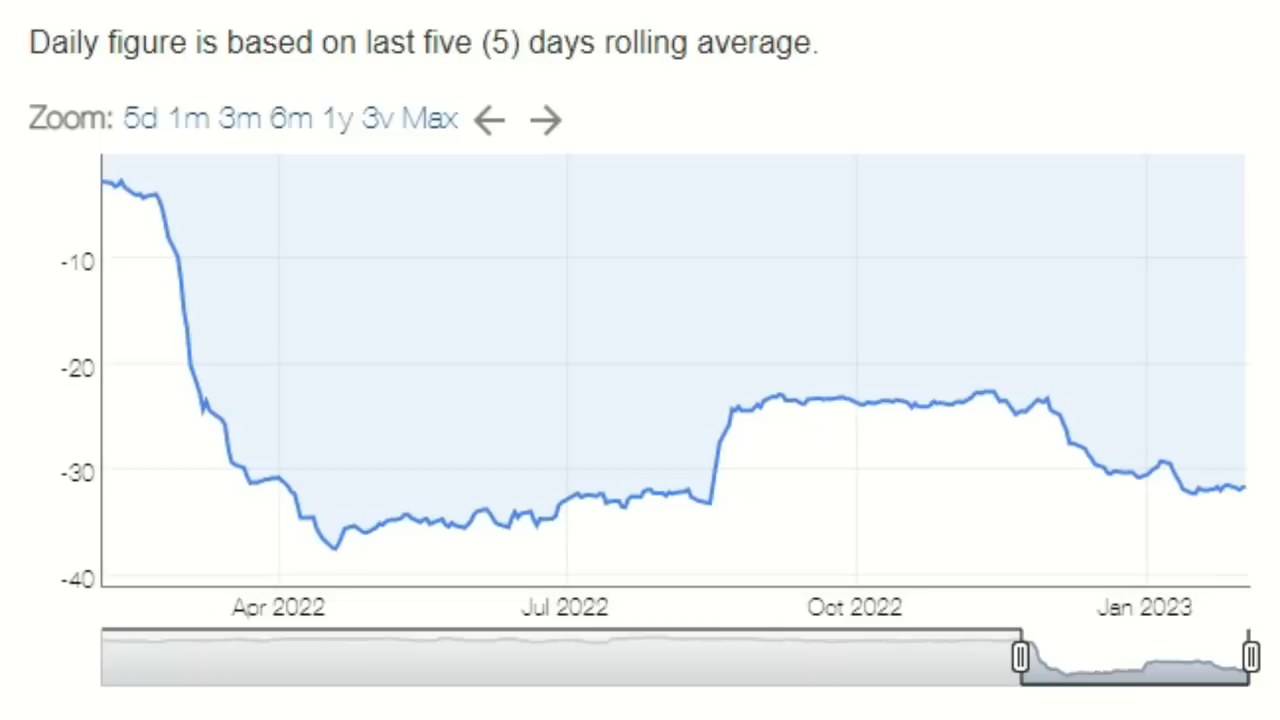 Daily figure is based on last five (5) days rolling average.
Zoom: 5d 1m 3m 6m 1y 3y Max
-10
-20
-30
-40
Apr 2022 Jul 2022 Oct 2022 Jan 2023